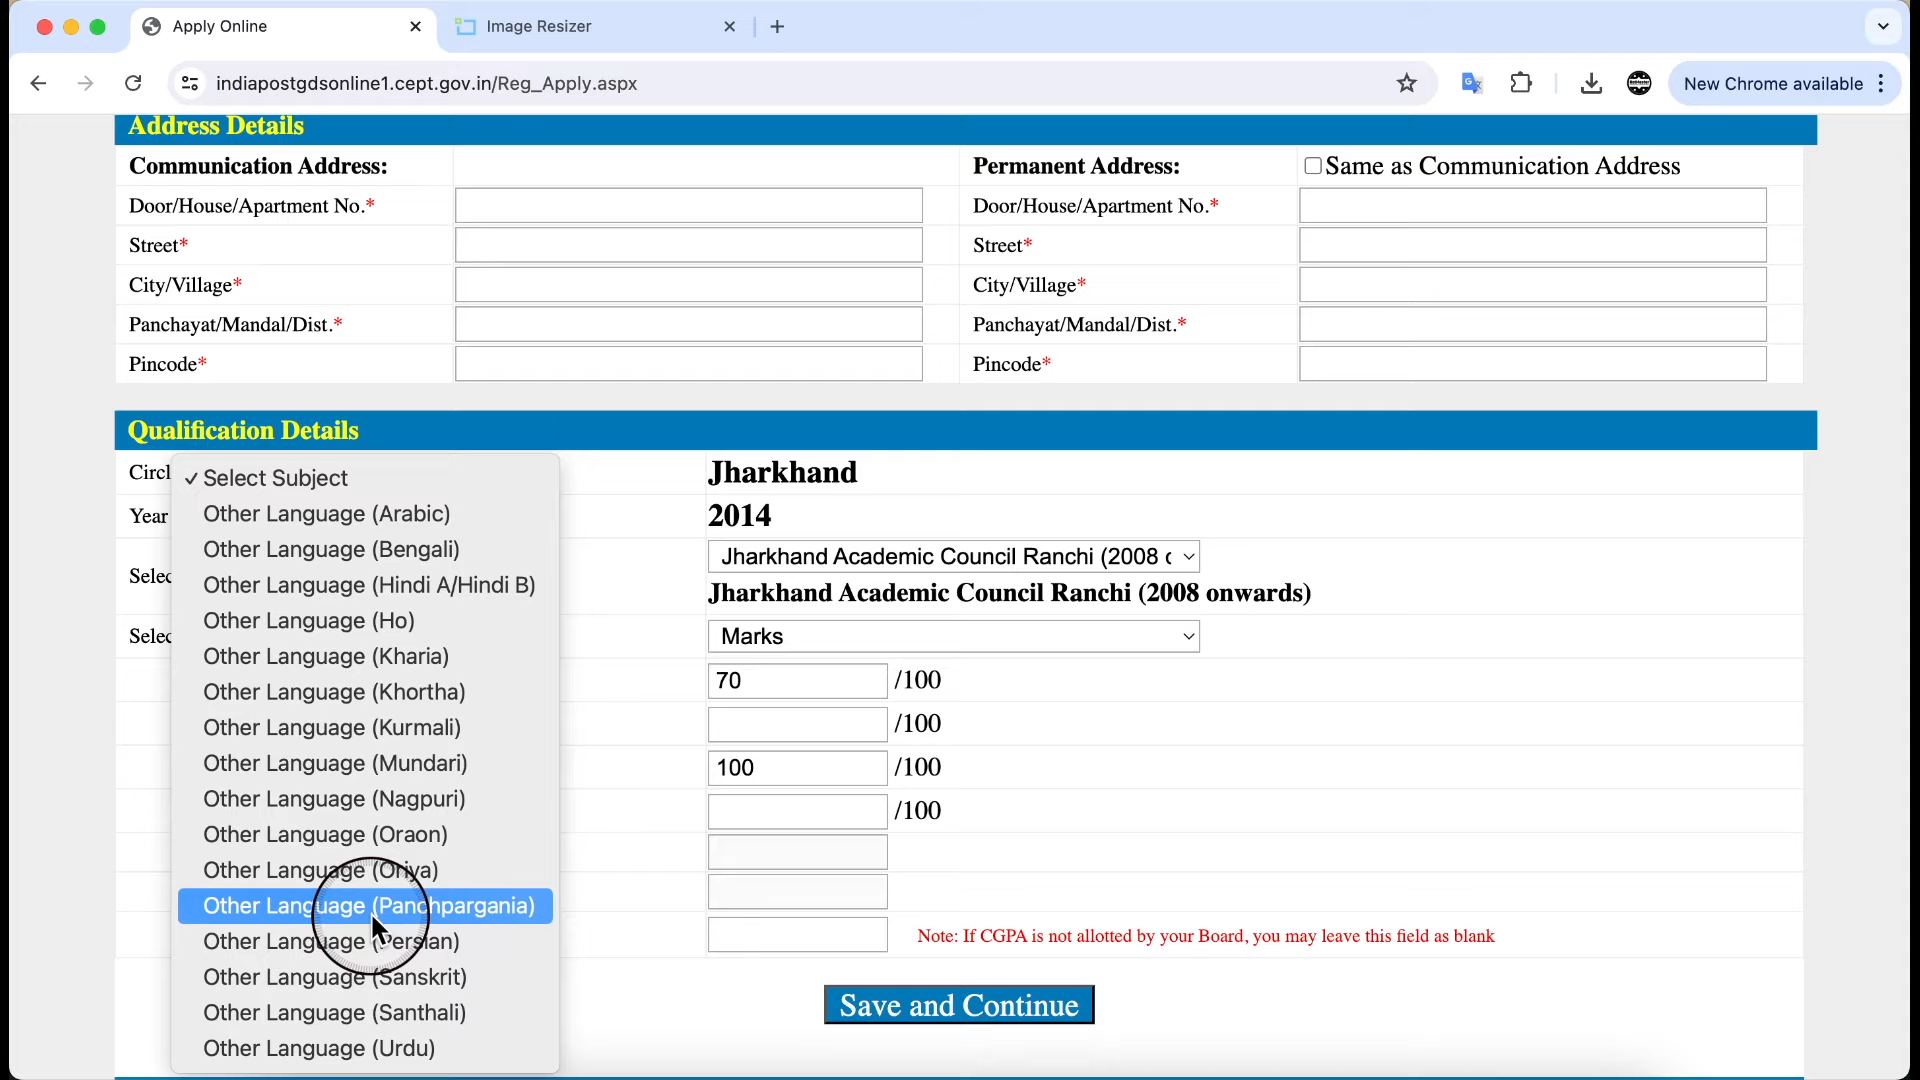 Apply Online
Image Resizer
indiapostgdsonline1.cept.gov.in/Reg_Apply.aspx
New Chrome available
Address Details
Communication Address:
Permanent Address:
Same as Communication Address
Door/House/Apartment No.*
Door/House/Apartment No.*
Street*
Street*
City/Village*
City/Village*
Panchayat/Mandal/Dist.*
Panchayat/Mandal/Dist.*
Pincode*
Pincode*
Qualification Details
Circl
Jharkhand
Year
2014
Selec
Jharkhand Academic Council Ranchi (2008 
Jharkhand Academic Council Ranchi (2008 onwards)
Selec
Marks
70 /100
/100
100 /100
/100
Note: If CGPA is not allotted by your Board, you may leave this field as blank
Save and Continue
✓ Select Subject
Other Language (Arabic)
Other Language (Bengali)
Other Language (Hindi A/Hindi B)
Other Language (Ho)
Other Language (Kharia)
Other Language (Khortha)
Other Language (Kurmali)
Other Language (Mundari)
Other Language (Nagpuri)
Other Language (Oraon)
Other Language (Oriya)
Other Language (Panchpargania)
Other Language (Persian)
Other Language (Sanskrit)
Other Language (Santhali)
Other Language (Urdu)